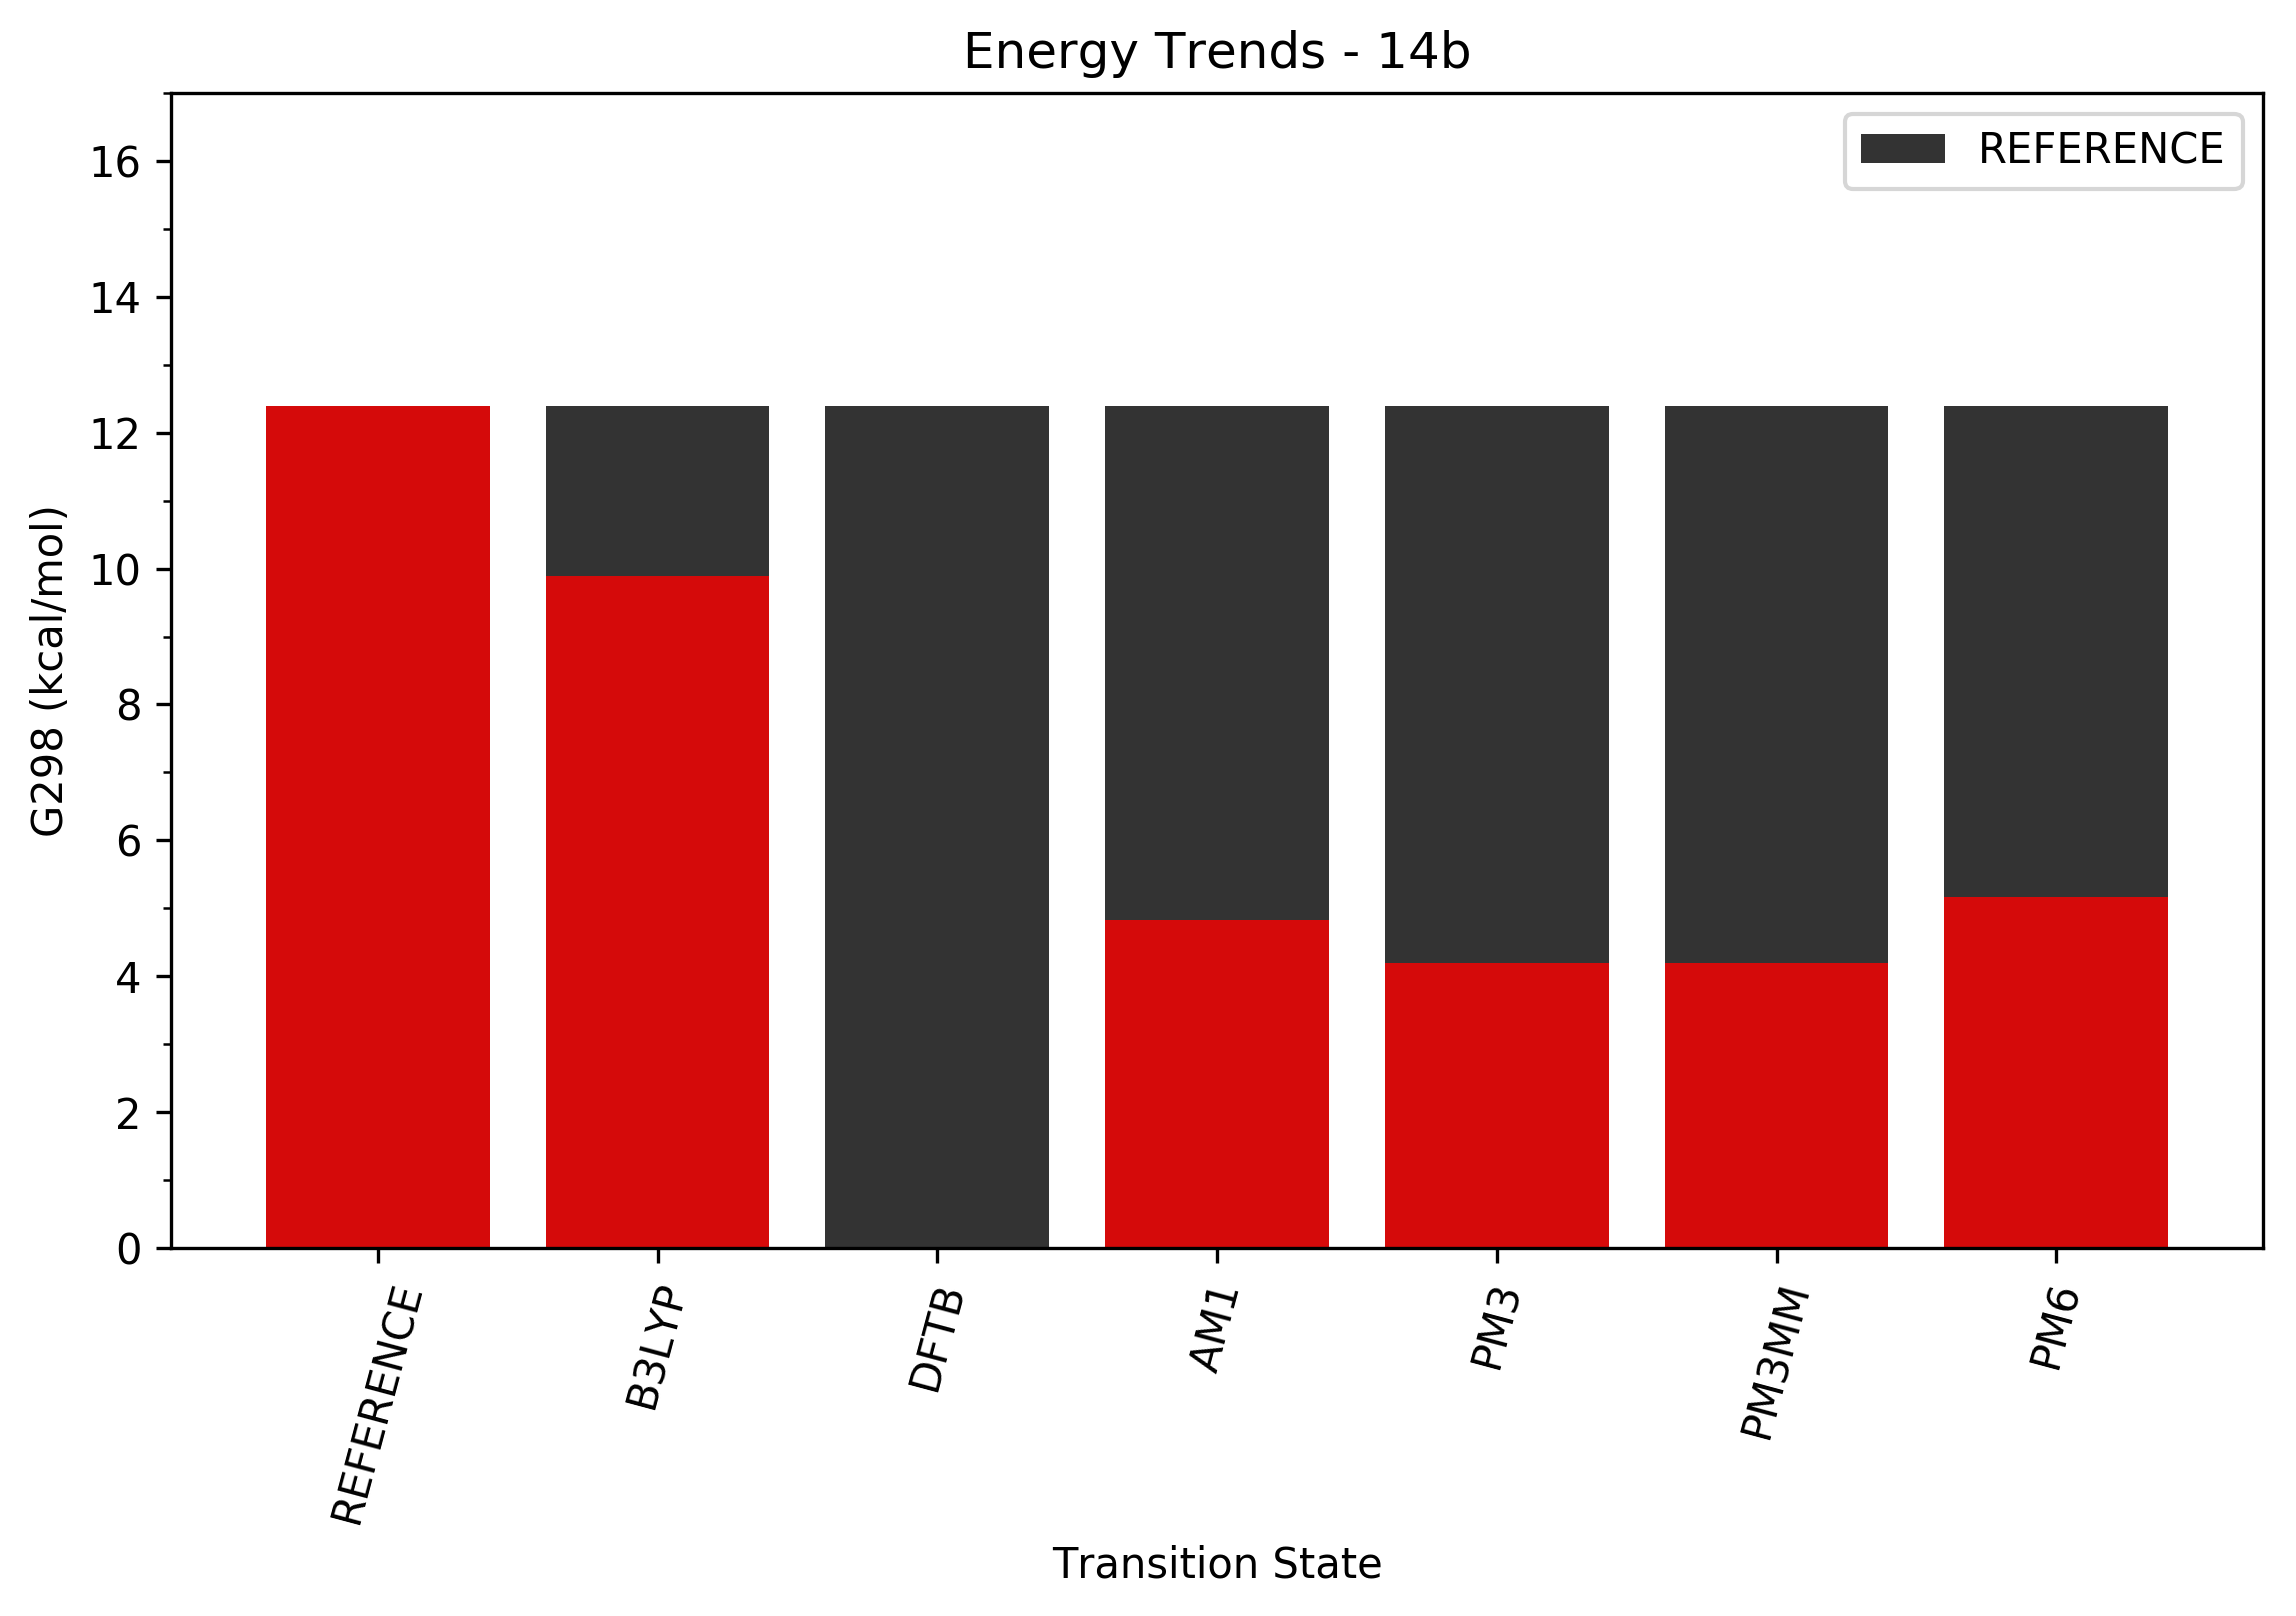 Energy Trends - 14b
REFERENCE
G298 (kcal/mol)
16
14
12
10
8
6
4
2
0
REFERENCE
B3LYP
DFTB
AM1
PM3
PM3MM
PM6
Transition State